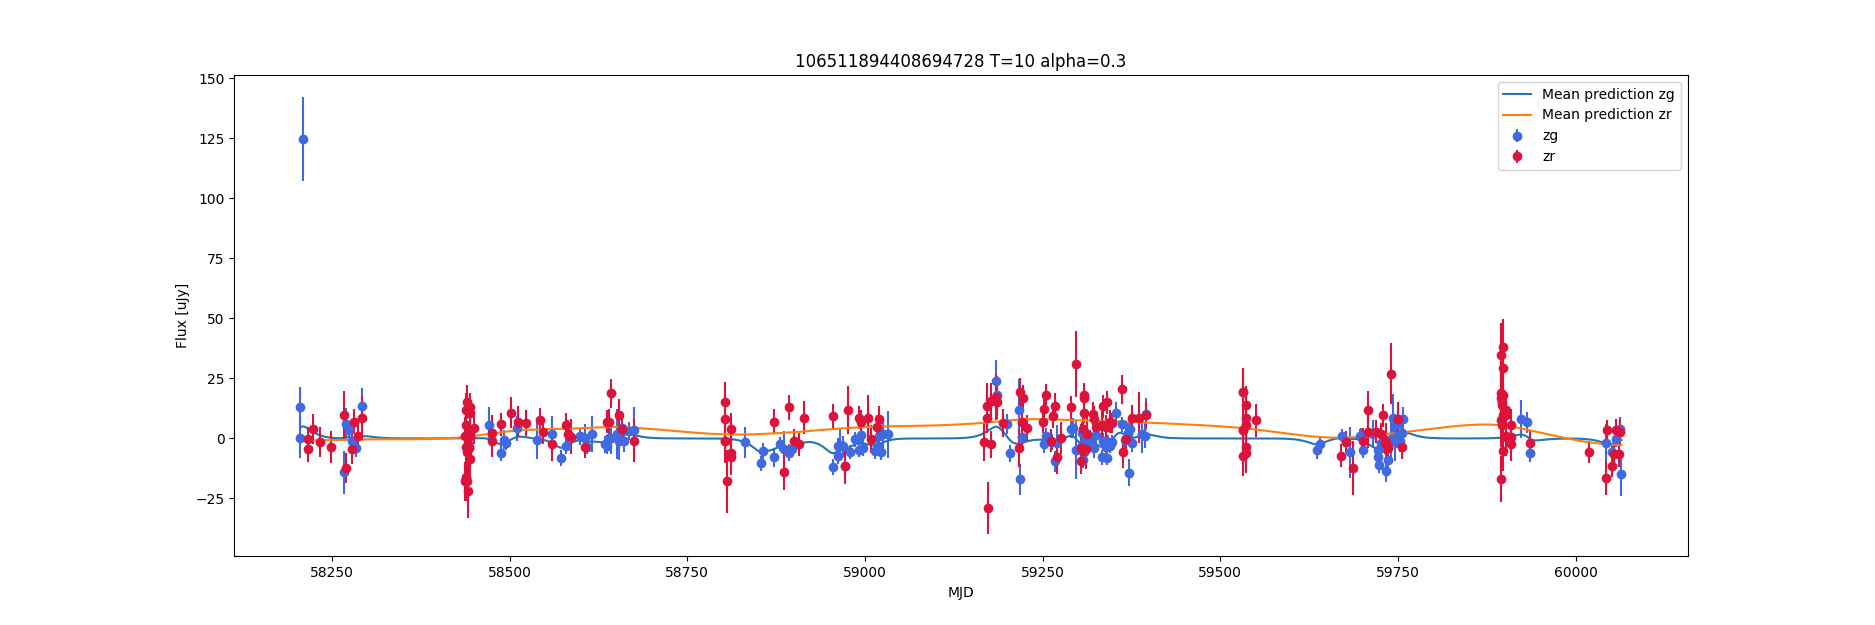 106511894408694728 T=10 alpha=0.3
150
125
100
75
50
25
0
−25
Flux [uJy]
58250
58500
58750
59000
59250
59500
59750
60000
MJD
Mean prediction zg
Mean prediction zr
zg
zr